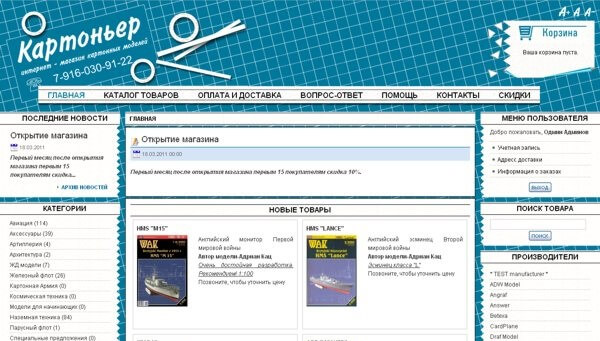 Картоньер
интернет - магазин картонных моделей
7-916-030-91-22
A+ A A-
Корзина
Ваша корзина пуста.
ГЛАВНАЯ КАТАЛОГ ТОВАРОВ ОПЛАТА И ДОСТАВКА ВОПРОС-ОТВЕТ ПОМОЩЬ КОНТАКТЫ СКИДКИ
ПОСЛЕДНИЕ НОВОСТИ
Открытие магазина
18.03.2011
Первый месяц после открытия
магазина первым 15
покупателям скидка...
АРХИВ НОВОСТЕЙ
КАТЕГОРИИ
Авиация (114)
Аксессуары (39)
Артиллерия (4)
Архитектура (2)
ЖД модели (7)
Железный флот (26)
Картонная Армия (0)
Космическая техника (0)
Модели для начинающих (0)
Наземная техника (94)
Парусный флот (1)
Специальные предложения
ГЛАВНАЯ
Открытие магазина
18.03.2011 00:00
Первый месяц после открытия магазина первым 15 покупателям скидка 10%..
НОВЫЕ ТОВАРЫ
HMS "M15"
Английский монитор Первой
мировой войны
Автор модели Адриан Кац
Очень достойная разработка.
Рекомендуем! 1:100
Позвоните, чтобы уточнить цену
HMS "LANCE"
Английский эсминец Второй
мировой войны
Автор модели Адриан Кац
Эсминец класса "L"
Позвоните, чтобы уточнить цену
МЕНЮ ПОЛЬЗОВАТЕЛЯ
Добро пожаловать, Одмин Админов
Учетная запись
Адресс доставки
Информация о заказах
ВЫХОД
ПОИСК ТОВАРА
ПОИСК
ПРОИЗВОДИТЕЛИ
* TEST manufacturer *
ADW Model
Angraf
Answer
Betexa
CardPlane
Draf Model